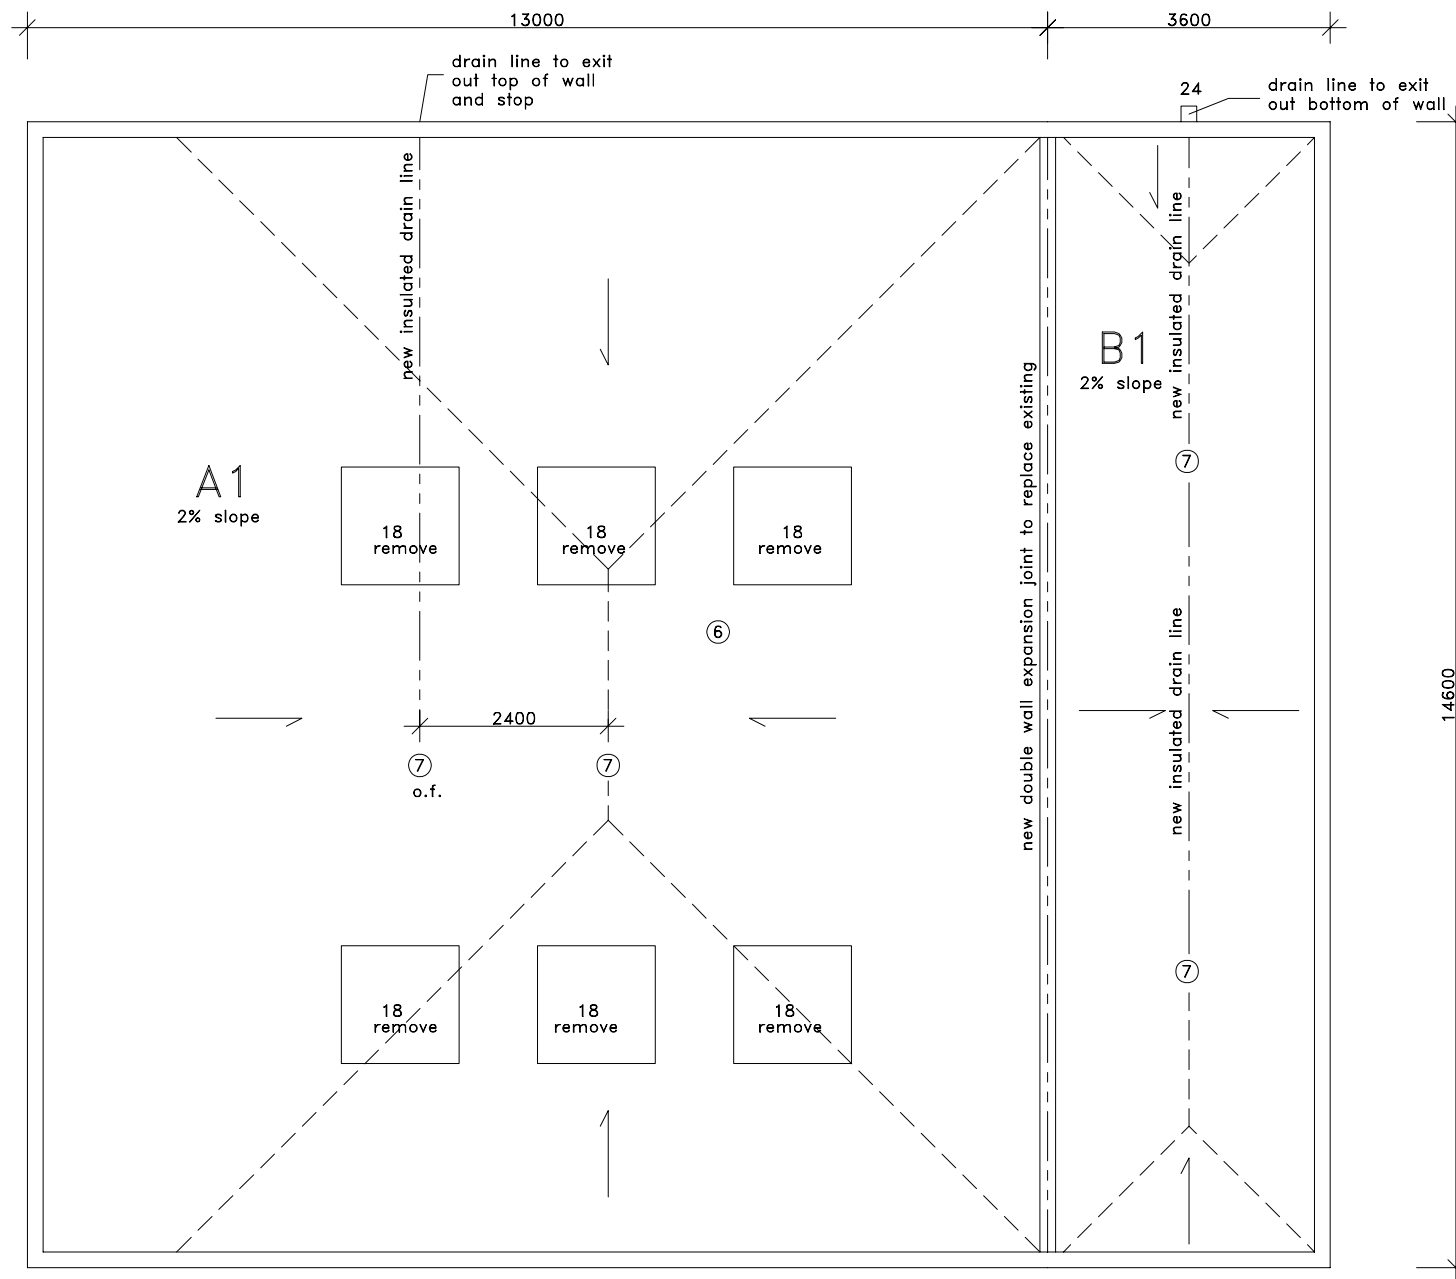 13000
3600
drain line to exit
out top of wall
and stop
24
drain line to exit
out bottom of wall
new insulated drain line
new insulated drain line
B1
2% slope
new double wall expansion joint to replace existing
7
A1
2% slope
18
remove
18
remove
18
remove
6
new insulated drain line
14600
2400
7
o.f.
7
7
18
remove
18
remove
18
remove